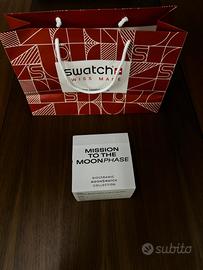 swatch
SWISS MADE
MISSION
TO THE
MOONPHASE
BIOCERAMIC
MOONSWATCH
COLLECTION
subito